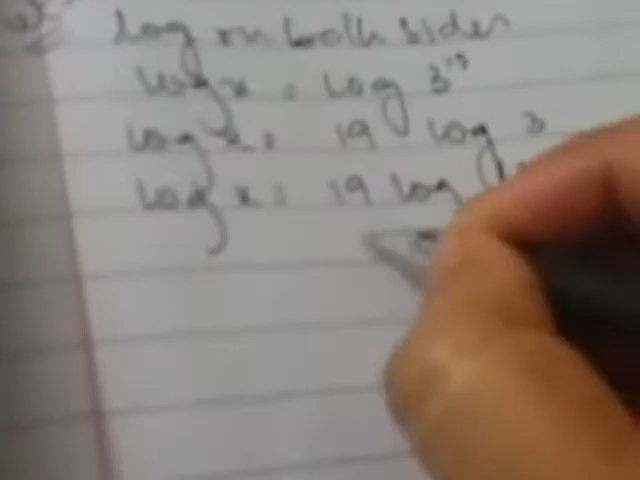 Log on both sides
log x = log 3¹⁹
log x = 19 log 3
log x = 19 log